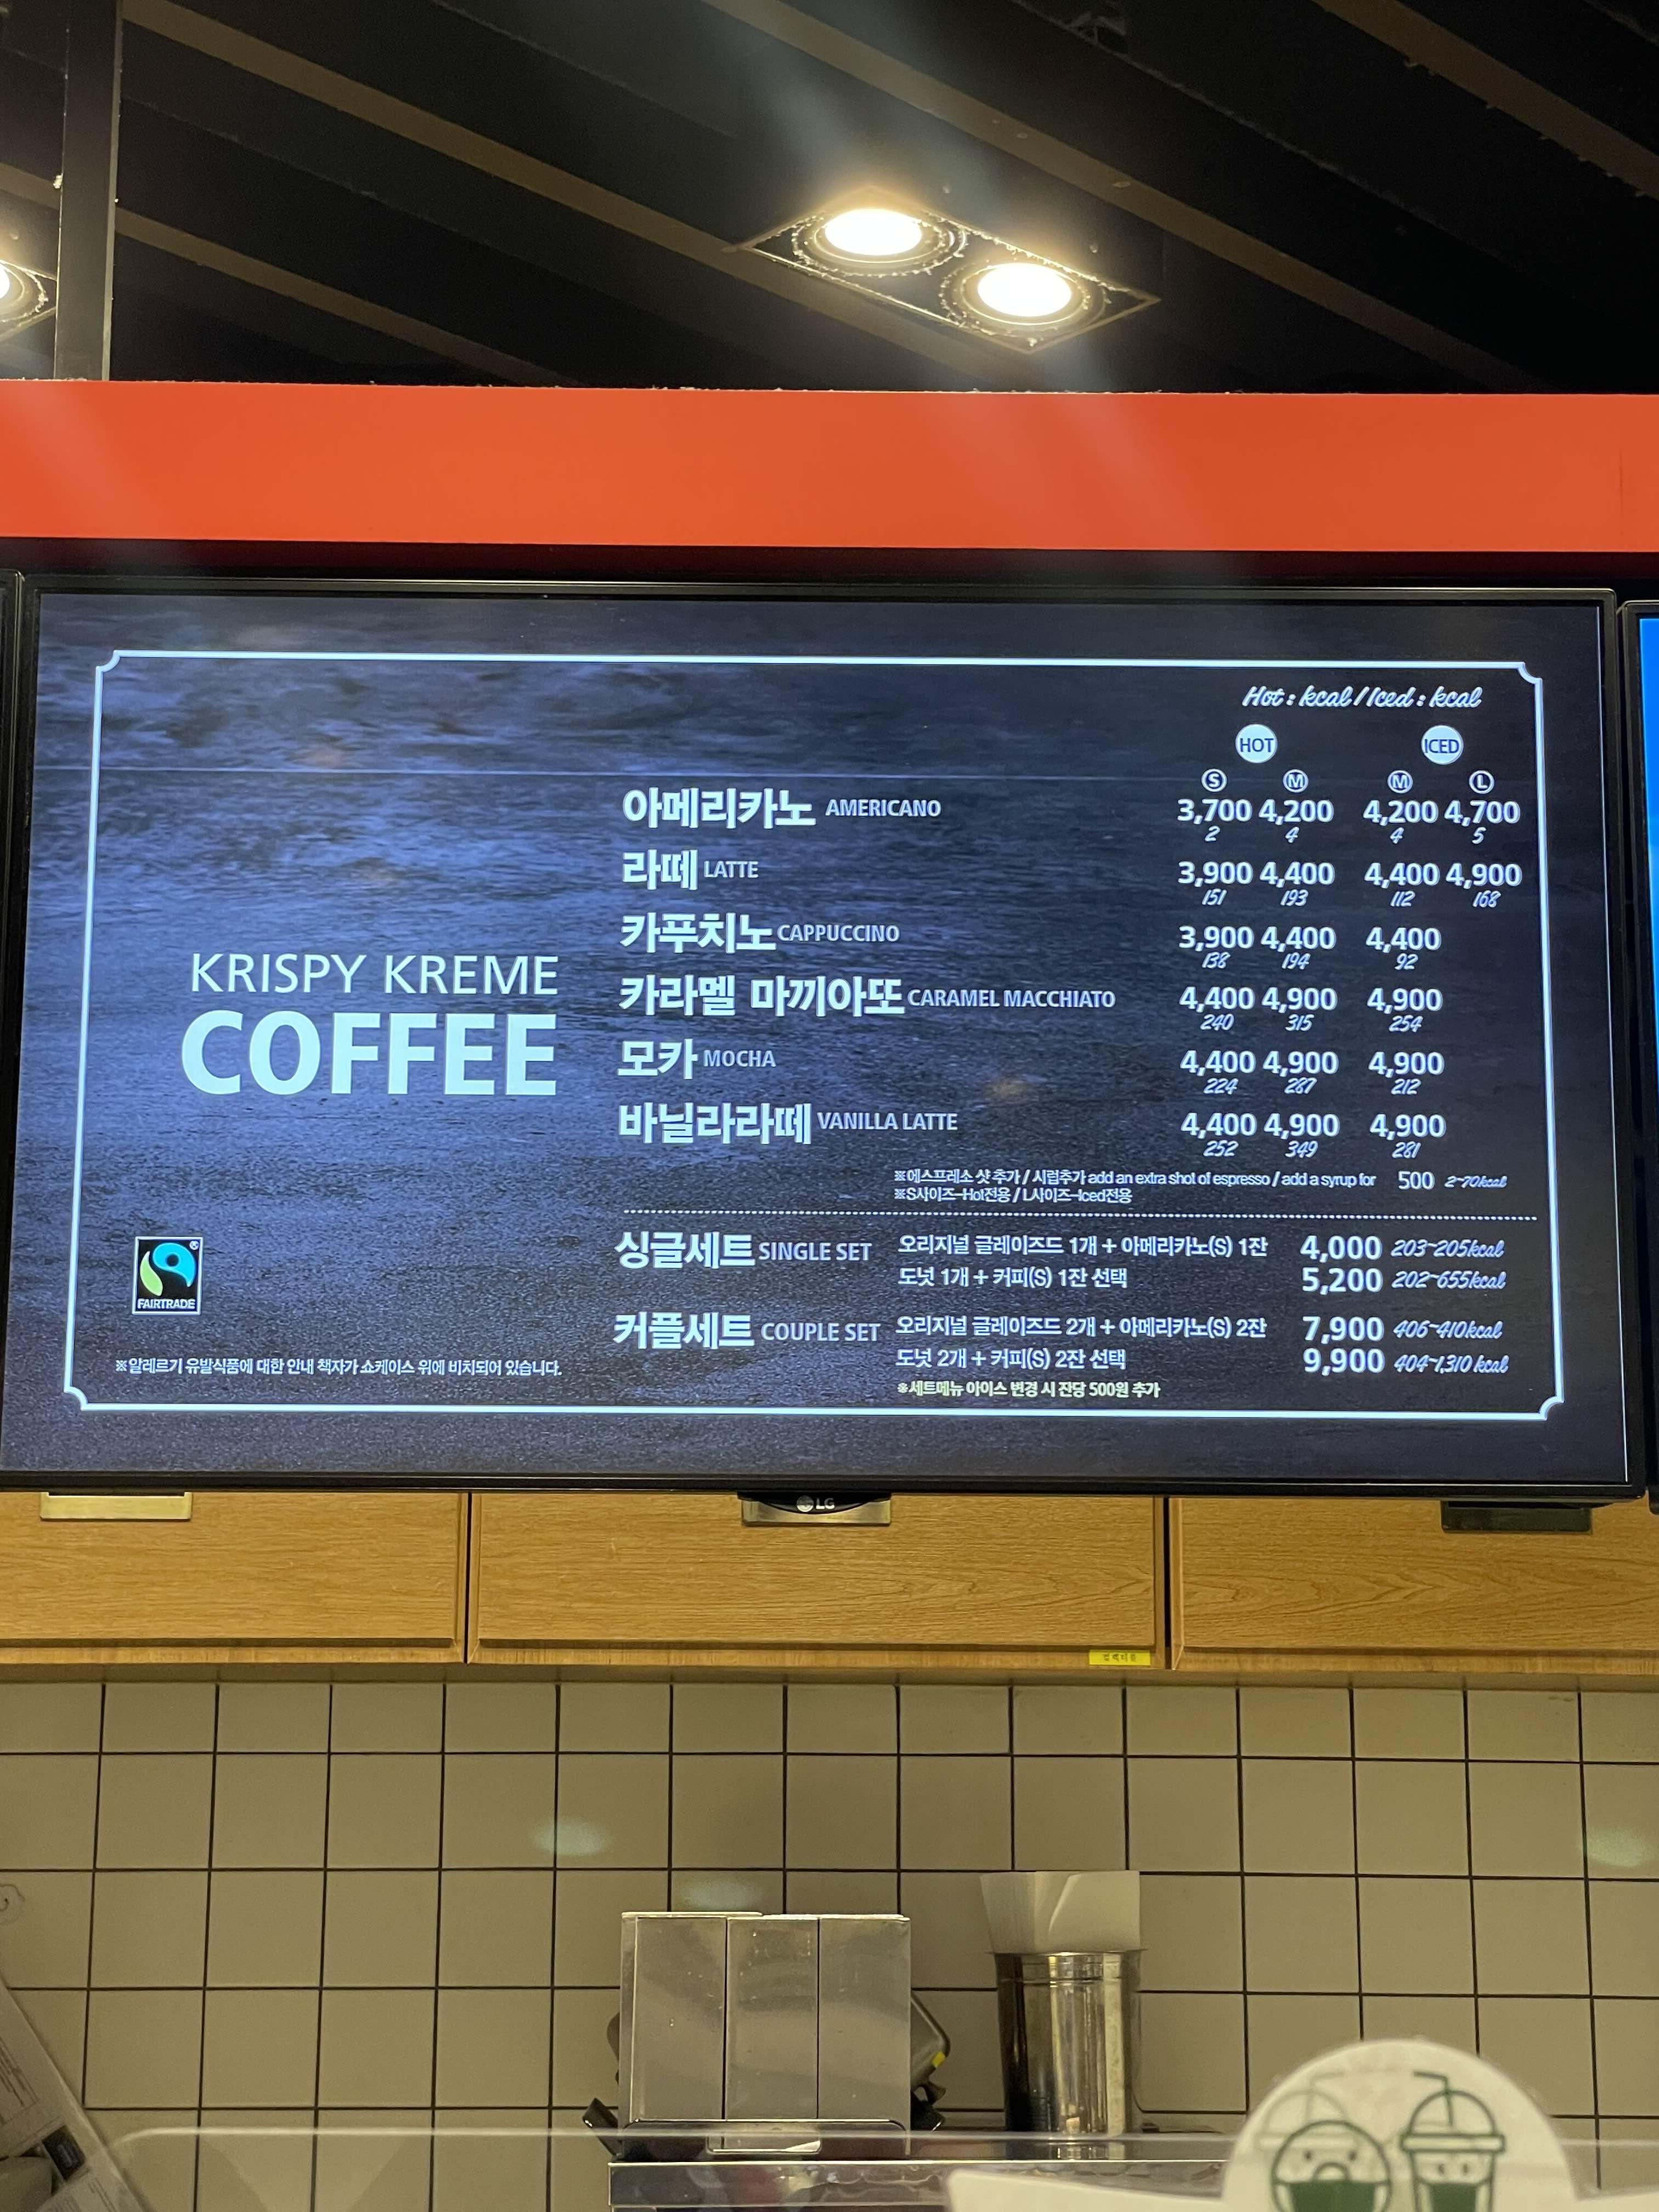 Hot : kcal / Iced : kcal
HOT ICED
S M M L
아메리카노 AMERICANO 3,700 4,200 4,200 4,700
2 4 4 5
라떼 LATTE 3,900 4,400 4,400 4,900
151 193 112 168
카푸치노 CAPPUCCINO 3,900 4,400 4,400
138 194 92
카라멜 마끼아또 CARAMEL MACCHIATO 4,400 4,900 4,900
240 315 254
모카 MOCHA 4,400 4,900 4,900
224 287 212
바닐라라떼 VANILLA LATTE 4,400 4,900 4,900
252 349 281
※에스프레소 샷 추가 / 시럽추가 add an extra shot of espresso / add a syrup for 500 2~70kcal
※S사이즈-Hot전용 / L사이즈-Iced전용
KRISPY KREME
COFFEE
싱글세트 SINGLE SET 오리지널 글레이즈드 1개 + 아메리카노(S) 1잔 4,000 203~205kcal
도넛 1개 + 커피(S) 1잔 선택 5,200 202~655kcal
커플세트 COUPLE SET 오리지널 글레이즈드 2개 + 아메리카노(S) 2잔 7,900 406~410kcal
도넛 2개 + 커피(S) 2잔 선택 9,900 404~1,310 kcal
※세트메뉴 아이스 변경 시 잔당 500원 추가
FAIRTRADE
※알레르기 유발식품에 대한 안내 책자가 쇼케이스 위에 비치되어 있습니다.
LG